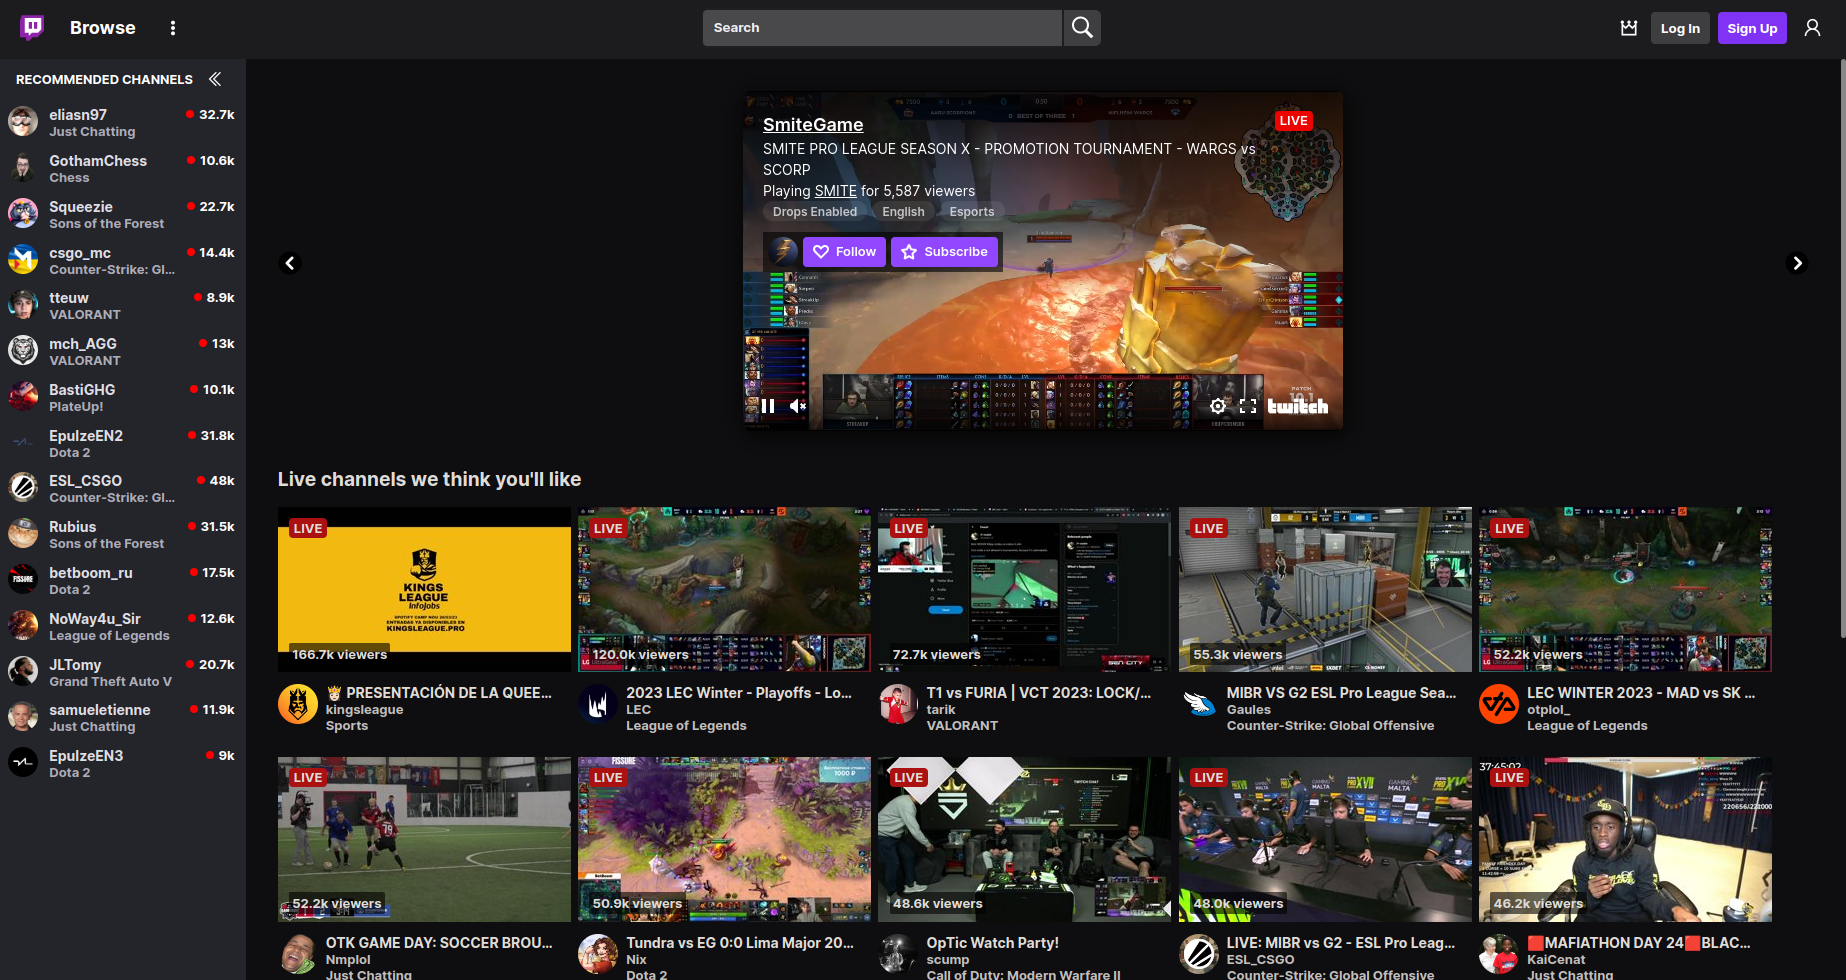 Browse
Search
Log In
Sign Up
RECOMMENDED CHANNELS
eliasn97
32.7k
Just Chatting
GothamChess
10.6k
Chess
Squeezie
22.7k
Sons of the Forest
csgo_mc
14.4k
Counter-Strike: Gl...
tteuw
8.9k
VALORANT
mch_AGG
13k
VALORANT
BastiGHG
10.1k
PlateUp!
EpulzeEN2
31.8k
Dota 2
ESL_CSGO
48k
Counter-Strike: Gl...
Rubius
31.5k
Sons of the Forest
betboom_ru
17.5k
Dota 2
NoWay4u_Sir
12.6k
League of Legends
JLTomy
20.7k
Grand Theft Auto V
samueletienne
11.9k
Just Chatting
EpulzeEN3
9k
Dota 2
SmiteGame
LIVE
SMITE PRO LEAGUE SEASON X - PROMOTION TOURNAMENT - WARGS vs
SCORP
Playing SMITE for 5,587 viewers
Drops Enabled
English
Esports
Follow
Subscribe
twitch
Live channels we think you'll like
LIVE
KINGS
LEAGUE
InfoJobs
KINGSLEAGUE.PRO
166.7k viewers
👸 PRESENTACIÓN DE LA QUEE...
kingsleague
Sports
LIVE
120.0k viewers
2023 LEC Winter - Playoffs - Lo...
LEC
League of Legends
LIVE
72.7k viewers
T1 vs FURIA | VCT 2023: LOCK/...
tarik
VALORANT
LIVE
55.3k viewers
MIBR VS G2 ESL Pro League Sea...
Gaules
Counter-Strike: Global Offensive
LIVE
52.2k viewers
LEC WINTER 2023 - MAD vs SK ...
otplol_
League of Legends
LIVE
52.2k viewers
OTK GAME DAY: SOCCER BROU...
Nmplol
Just Chatting
LIVE
FISSURE
1000 ₽
50.9k viewers
Tundra vs EG 0:0 Lima Major 20...
Nix
Dota 2
LIVE
48.6k viewers
OpTic Watch Party!
scump
Call of Duty: Modern Warfare II
LIVE
48.0k viewers
LIVE: MIBR vs G2 - ESL Pro Leag...
ESL_CSGO
Counter-Strike: Global Offensive
37:45:02
LIVE
46.2k viewers
🟥MAFIATHON DAY 24🟥BLAC...
KaiCenat
Just Chatting